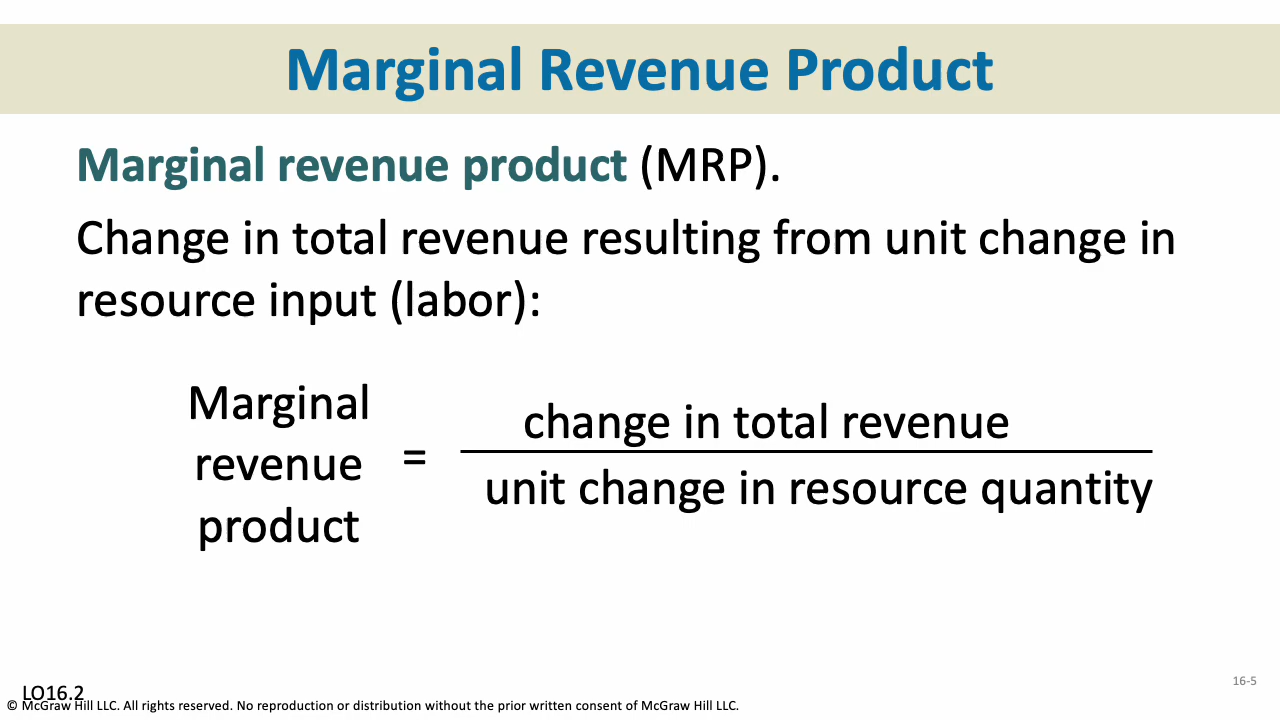 Marginal Revenue Product
Marginal revenue product (MRP).
Change in total revenue resulting from unit change in
resource input (labor):
Marginal
revenue
product
=
change in total revenue
unit change in resource quantity
LO16.2
16-5
© McGraw Hill LLC. All rights reserved. No reproduction or distribution without the prior written consent of McGraw Hill LLC.